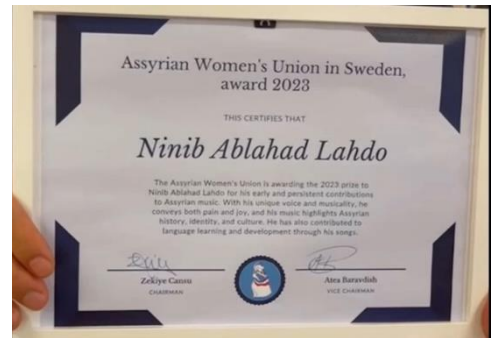 Assyrian Women's Union in Sweden,
award 2023
THIS CERTIFIES THAT
Ninib Ablahad Lahdo
The Assyrian Women's Union is awarding the 2023 prize to
Ninib Ablahad Lahdo for his early and persistent contributions
to Assyrian music. With his unique voice and musicality, he
conveys both pain and joy, and his music highlights Assyrian
history, identity, and culture. He has also contributed to
language learning and development through his songs.
Zekiye Cansu
CHAIRMAN
Atra Baravdish
VICE CHAIRMAN